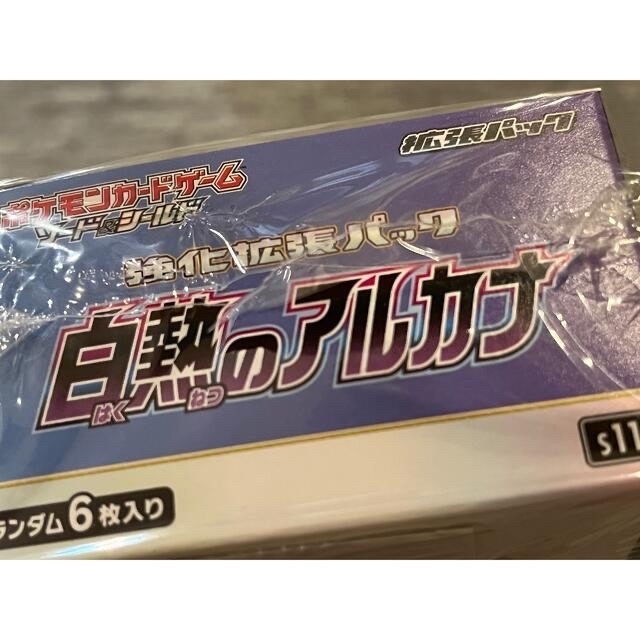 拡張パック
ポケモンカードゲーム
ソード&シールド
強化拡張パック
白熱のアルカナ
はく ねつ
ランダム6枚入り
s11